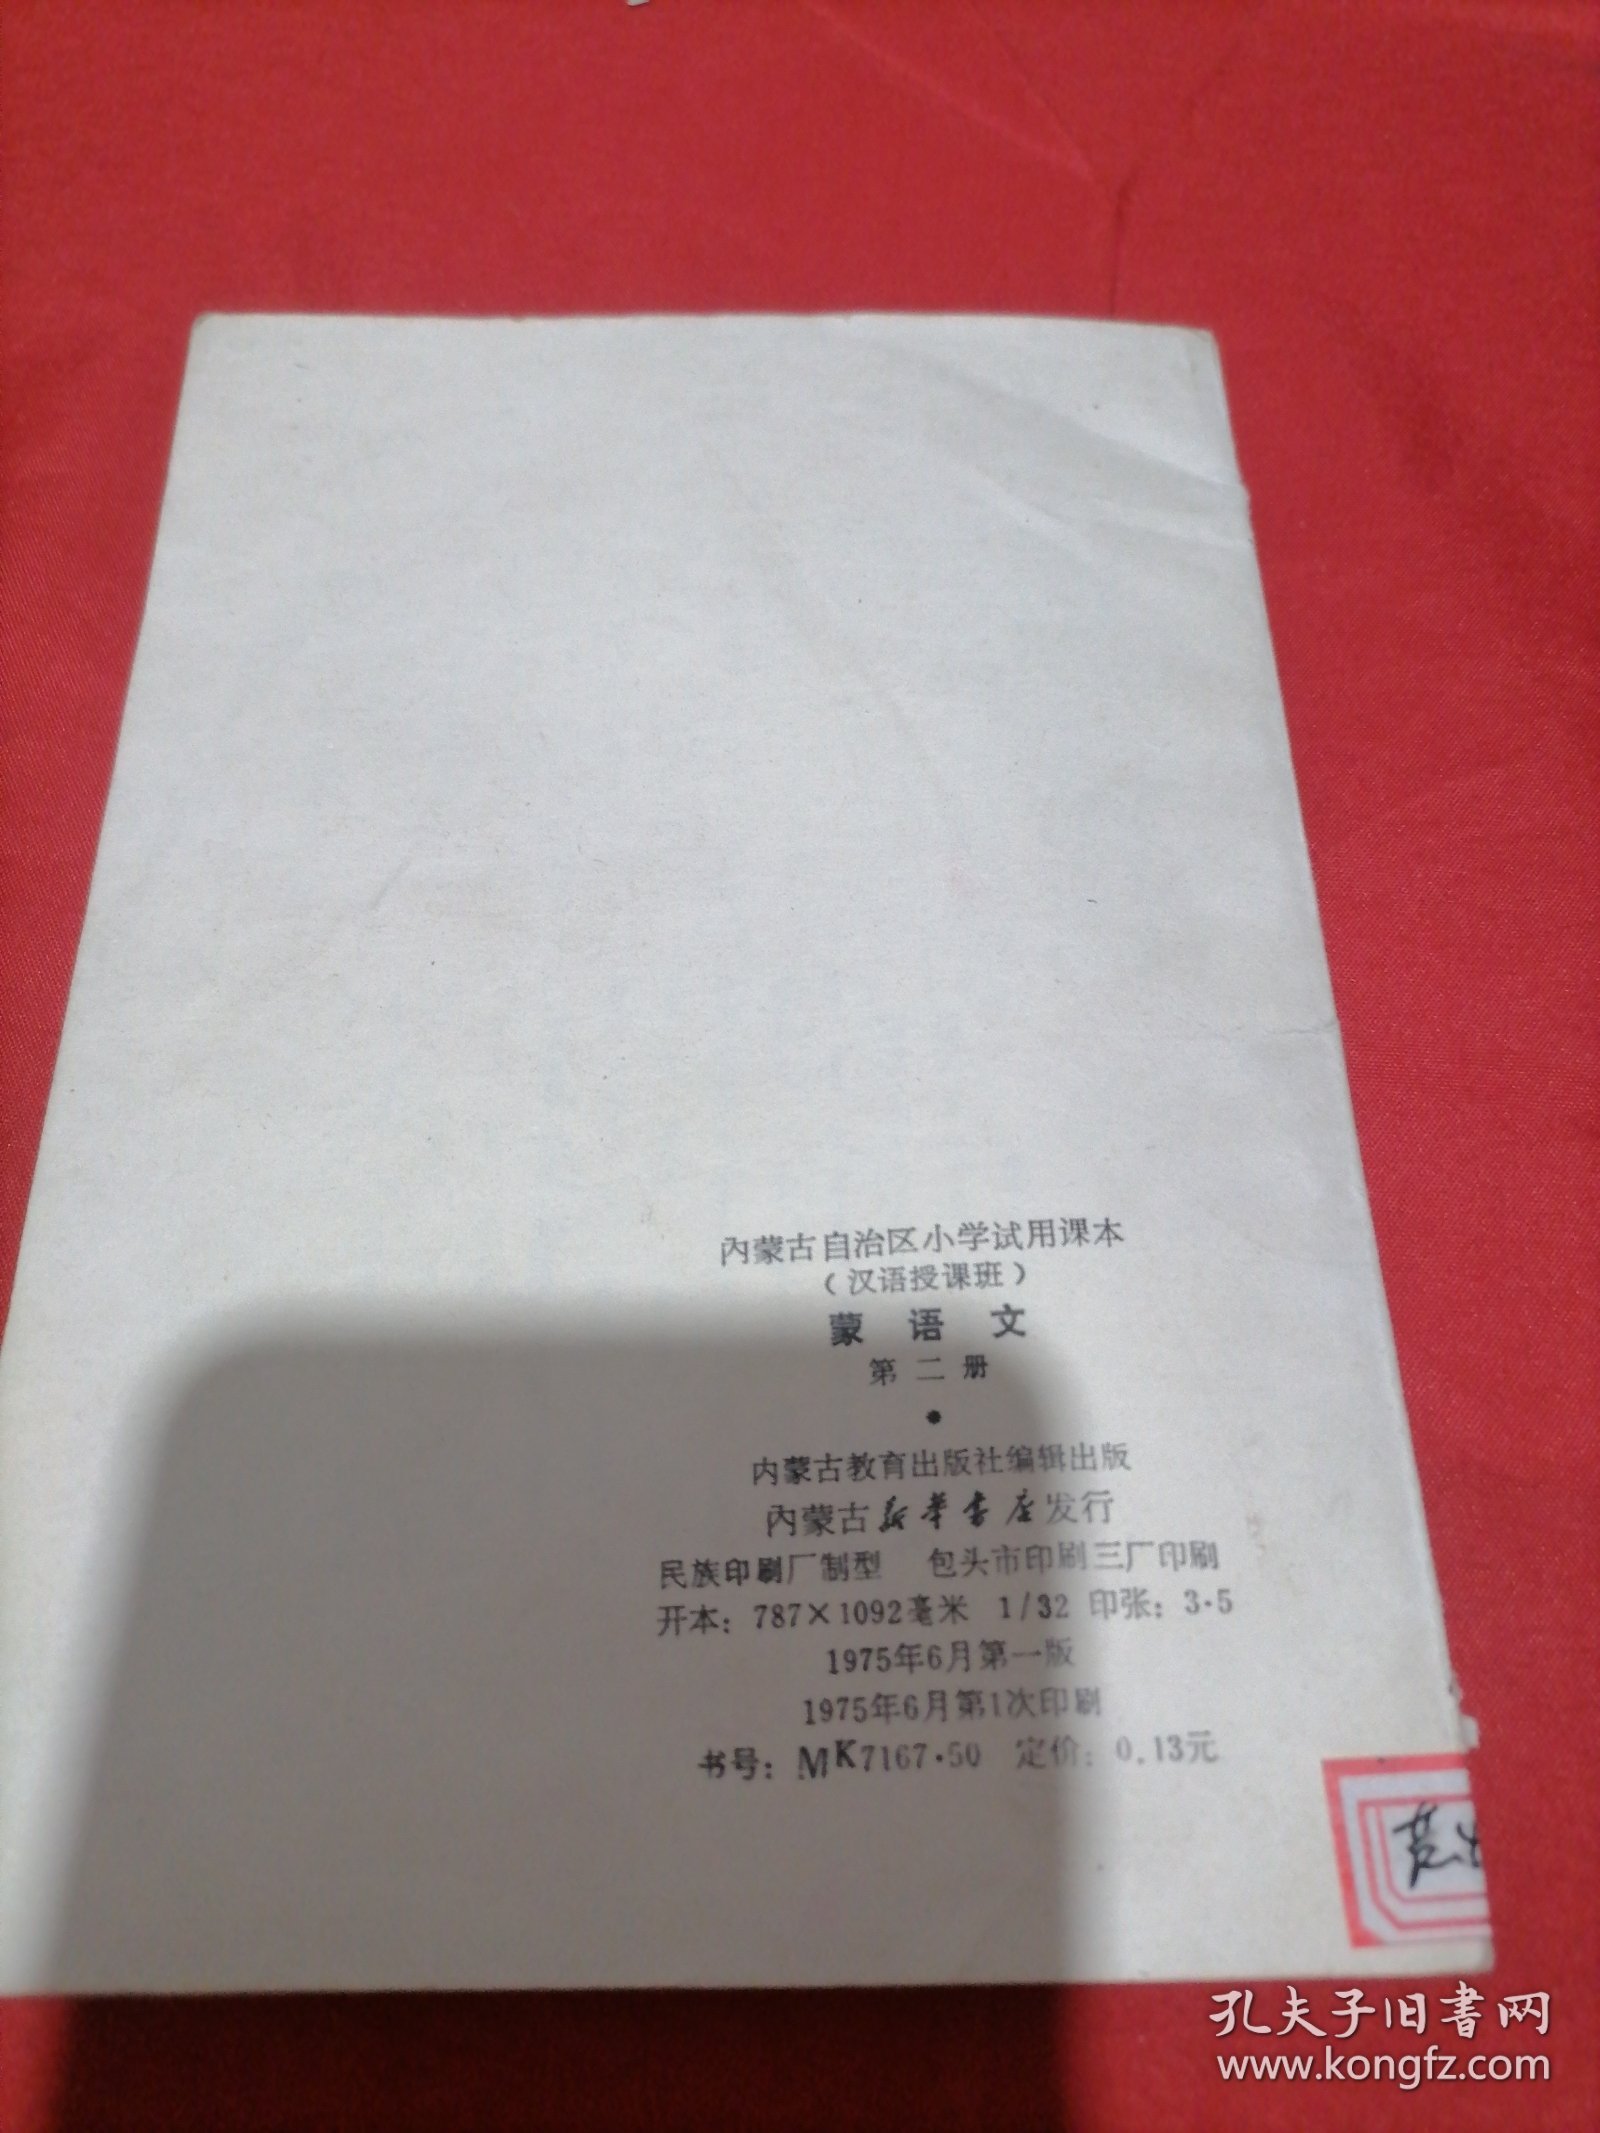 内蒙古自治区小学试用课本
（汉语授课班）
蒙 语 文
第 二 册
•
内蒙古教育出版社编辑出版
内蒙古新华书店发行
民族印刷厂制型 包头市印刷三厂印刷
开本：787×1092毫米 1/32 印张：3·5
1975年6月第一版
1975年6月第1次印刷
书号：MK7167·50 定价：0.13元
孔夫子旧书网
www.kongfz.com